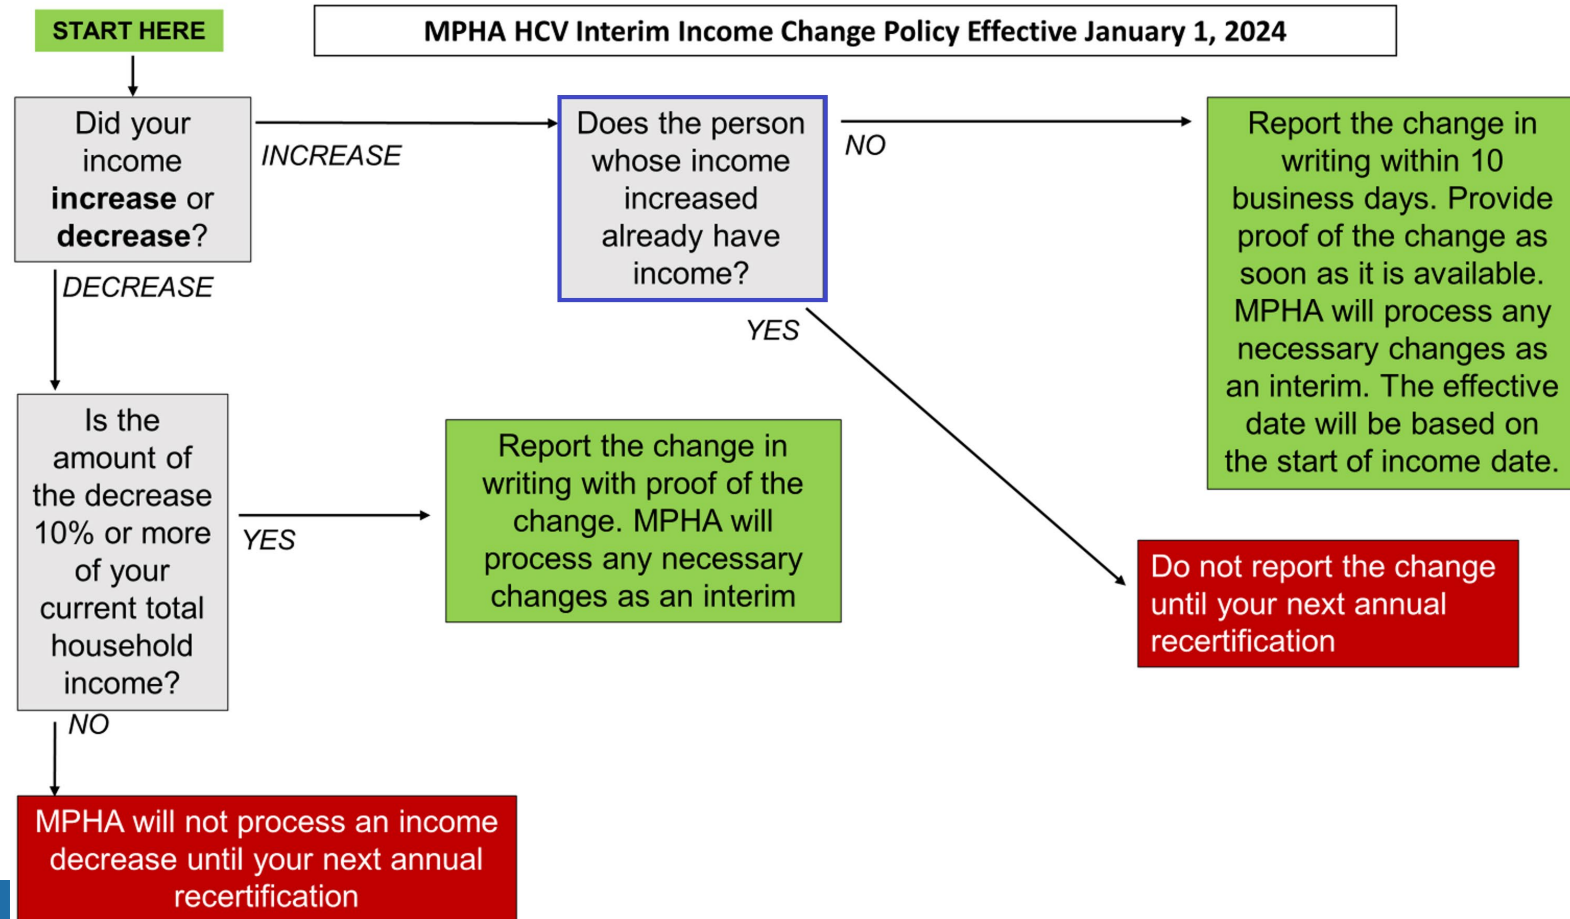 START HERE
MPHA HCV Interim Income Change Policy Effective January 1, 2024
Did your
income
increase or
decrease?
INCREASE
Does the person
whose income
increased
already have
income?
NO
Report the change in
writing within 10
business days. Provide
proof of the change as
soon as it is available.
MPHA will process any
necessary changes as
an interim. The effective
date will be based on
the start of income date.
DECREASE
YES
Is the
amount of
the decrease
10% or more
of your
current total
household
income?
YES
Report the change in
writing with proof of the
change. MPHA will
process any necessary
changes as an interim
Do not report the change
until your next annual
recertification
NO
MPHA will not process an income
decrease until your next annual
recertification